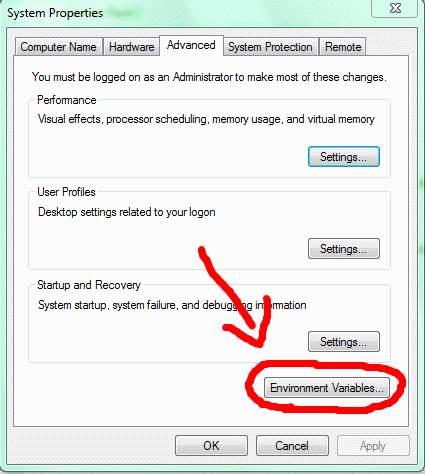 System Properties
Computer Name Hardware Advanced System Protection Remote
You must be logged on as an Administrator to make most of these changes.
Performance
Visual effects, processor scheduling, memory usage, and virtual memory
Settings...
User Profiles
Desktop settings related to your logon
Settings...
Startup and Recovery
System startup, system failure, and debugging information
Settings...
Environment Variables...
OK Cancel Apply